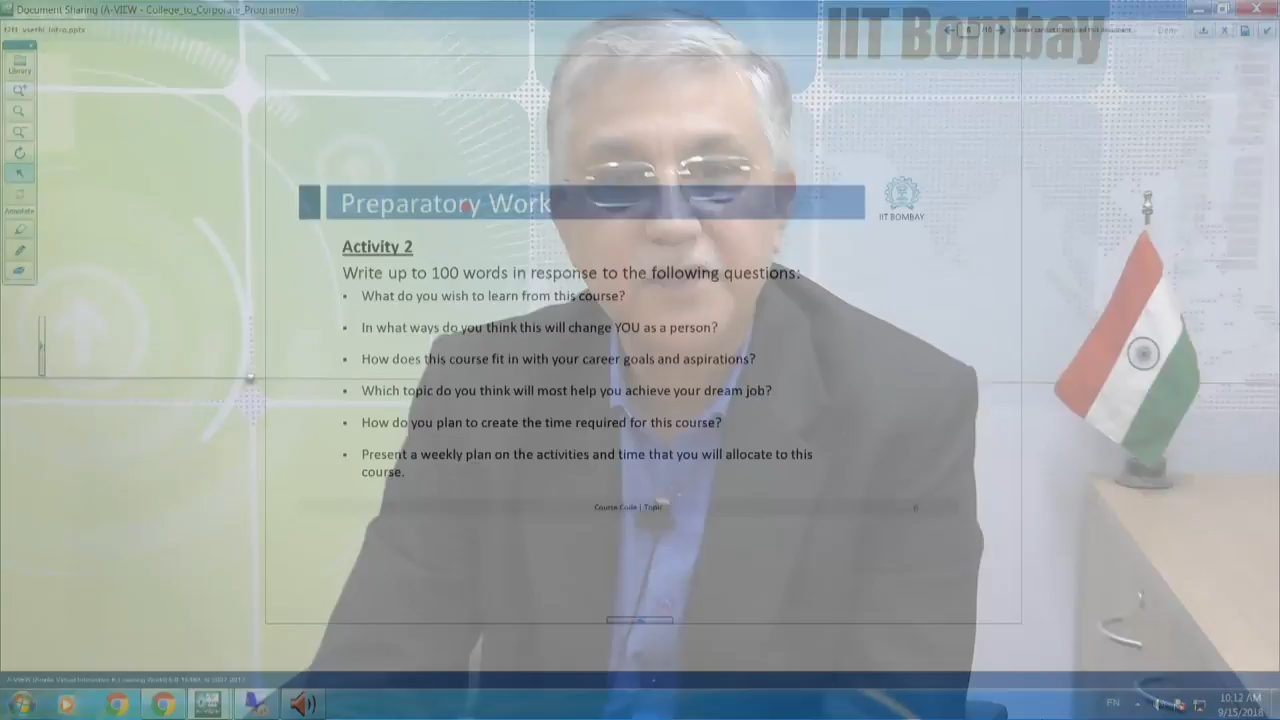 Document Sharing (A-VIEW - College_to_Corporate_Programme)
IIT Bombay
Library
Annotate
Preparatory Work
IIT BOMBAY
Activity 2
Write up to 100 words in response to the following questions:
• What do you wish to learn from this course?
• In what ways do you think this will change YOU as a person?
• How does this course fit in with your career goals and aspirations?
• Which topic do you think will most help you achieve your dream job?
• How do you plan to create the time required for this course?
• Present a weekly plan on the activities and time that you will allocate to this
course.
Course Code | Topic
6
EN
10:12 AM
9/15/2018